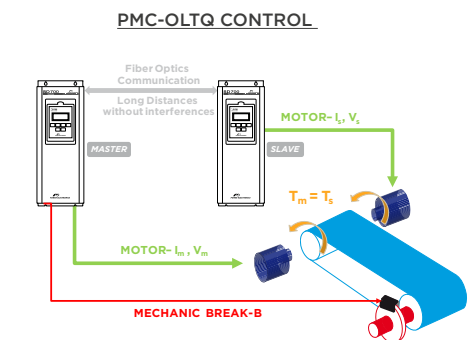 PMC-OLTQ CONTROL
Fiber Optics
Communication
Long Distances
without interferences
MOTOR– Is, Vs
MASTER
SLAVE
Tm = Ts
MOTOR– Im , Vm
MECHANIC BREAK-B